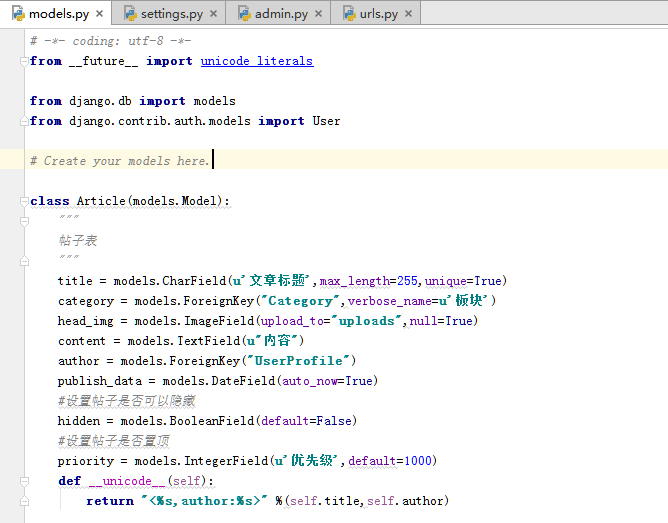 models.py × settings.py × admin.py × urls.py ×
# -*- coding: utf-8 -*-
from __future__ import unicode_literals
from django.db import models
from django.contrib.auth.models import User
# Create your models here.
class Article(models.Model):
"""
帖子表
"""
title = models.CharField(u'文章标题',max_length=255,unique=True)
category = models.ForeignKey("Category",verbose_name=u'板块')
head_img = models.ImageField(upload_to="uploads",null=True)
content = models.TextField(u"内容")
author = models.ForeignKey("UserProfile")
publish_data = models.DateField(auto_now=True)
#设置帖子是否可以隐藏
hidden = models.BooleanField(default=False)
#设置帖子是否置顶
priority = models.IntegerField(u'优先级',default=1000)
def __unicode__(self):
return "<%s,author:%s>" %(self.title,self.author)